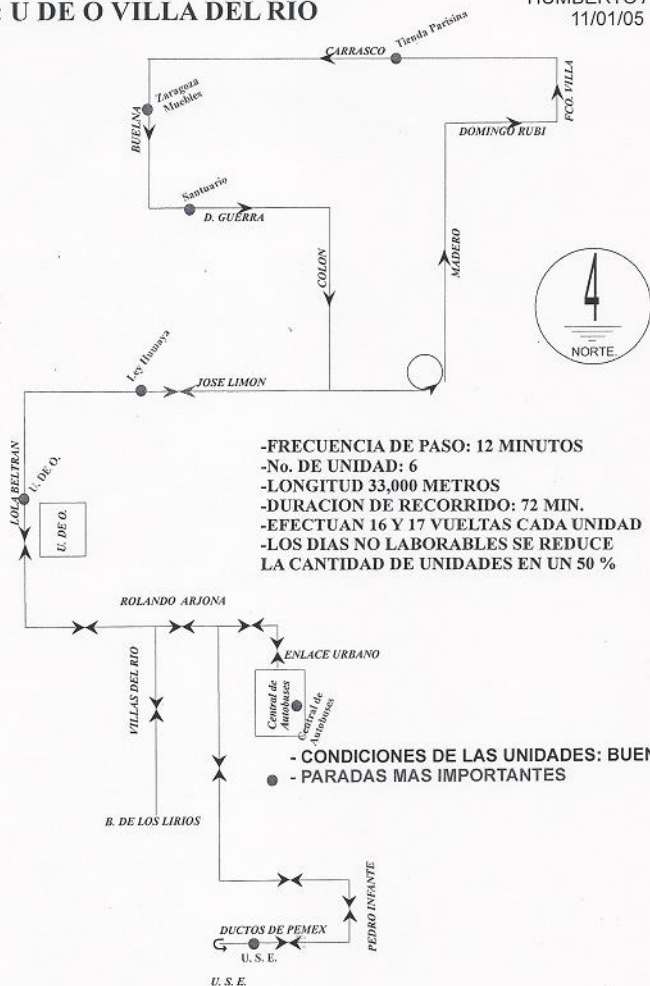 : U DE O VILLA DEL RIO
11/01/05
Tienda Parisina
CARRASCO
FCO. VILLA
Zaragoza
Muebles
BUELNA
DOMINGO RUBI
Santuario
D. GUERRA
COLON
MADERO
NORTE.
Ley Humaya
JOSE LIMON
-FRECUENCIA DE PASO: 12 MINUTOS
-No. DE UNIDAD: 6
-LONGITUD 33,000 METROS
-DURACION DE RECORRIDO: 72 MIN.
-EFECTUAN 16 Y 17 VUELTAS CADA UNIDAD
-LOS DIAS NO LABORABLES SE REDUCE
LA CANTIDAD DE UNIDADES EN UN 50 %
LOLA BELTRAN
U. DE O.
U. DE O.
ROLANDO ARJONA
ENLACE URBANO
VILLAS DEL RIO
Central de
Autobuses
Central de
Autobuses
- CONDICIONES DE LAS UNIDADES: BUEN
- PARADAS MAS IMPORTANTES
B. DE LOS LIRIOS
PEDRO INFANTE
DUCTOS DE PEMEX
U. S. E.
U. S. E.